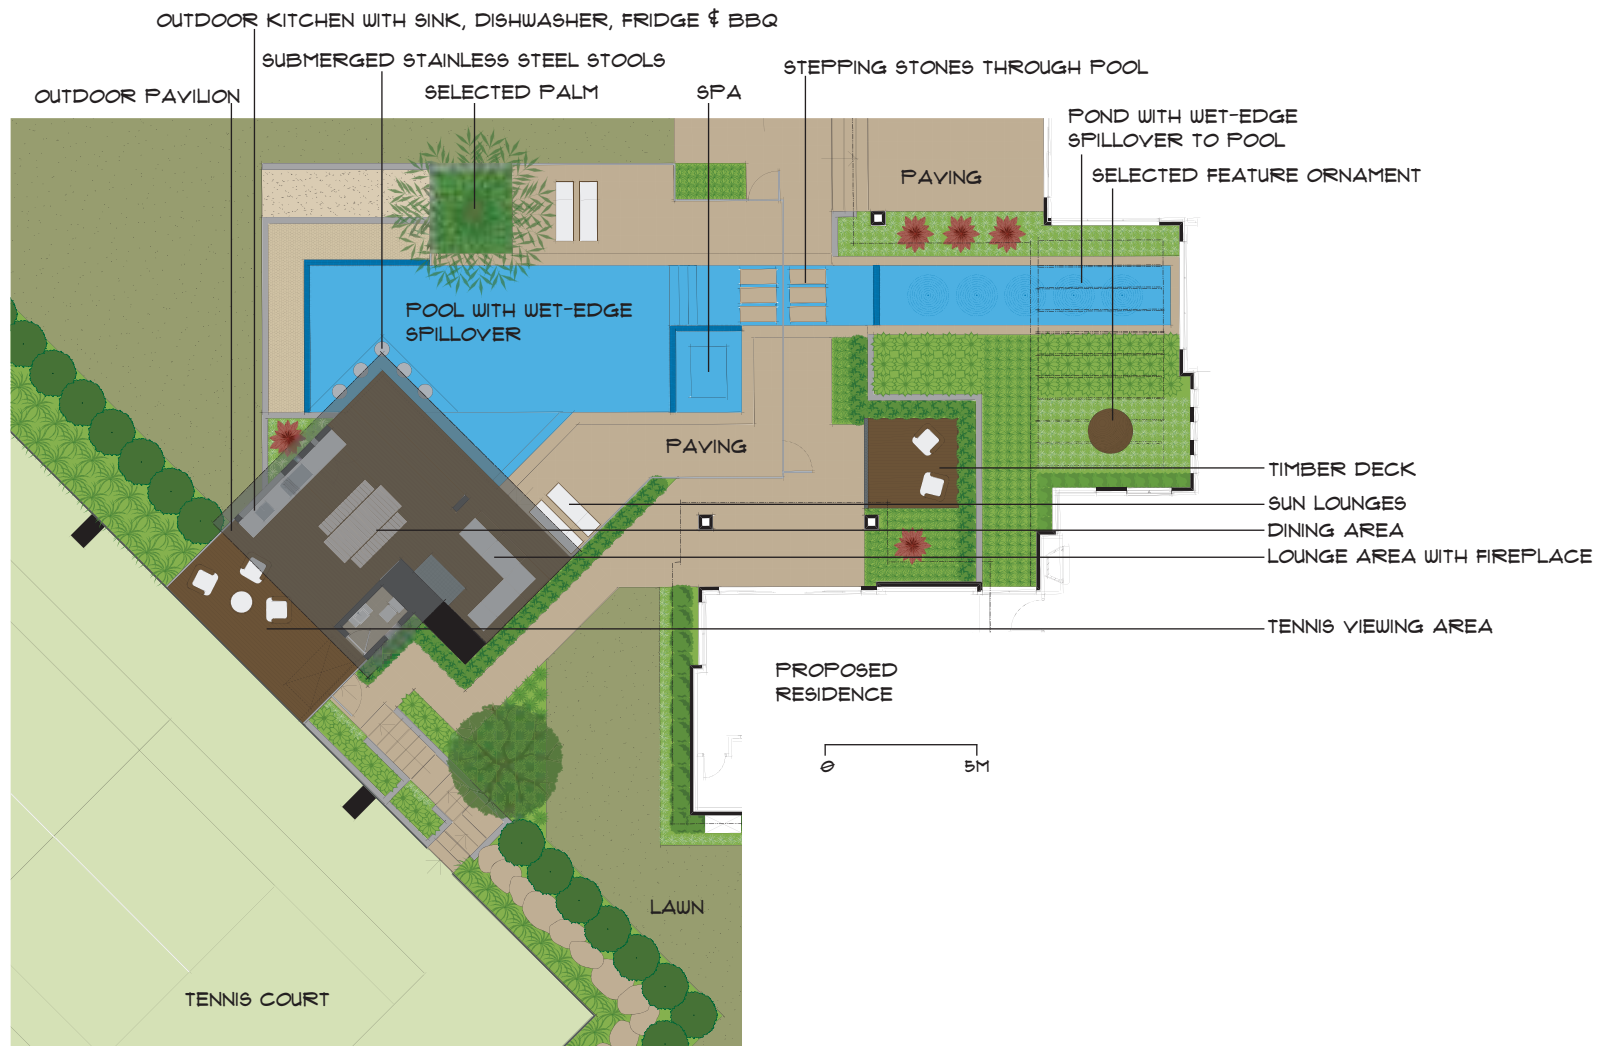 OUTDOOR KITCHEN WITH SINK, DISHWASHER, FRIDGE & BBQ
SUBMERGED STAINLESS STEEL STOOLS
STEPPING STONES THROUGH POOL
OUTDOOR PAVILION
SELECTED PALM
SPA
POND WITH WET-EDGE
SPILLOVER TO POOL
PAVING
SELECTED FEATURE ORNAMENT
POOL WITH WET-EDGE
SPILLOVER
PAVING
TIMBER DECK
SUN LOUNGES
DINING AREA
LOUNGE AREA WITH FIREPLACE
TENNIS VIEWING AREA
PROPOSED
RESIDENCE
0 5M
LAWN
TENNIS COURT